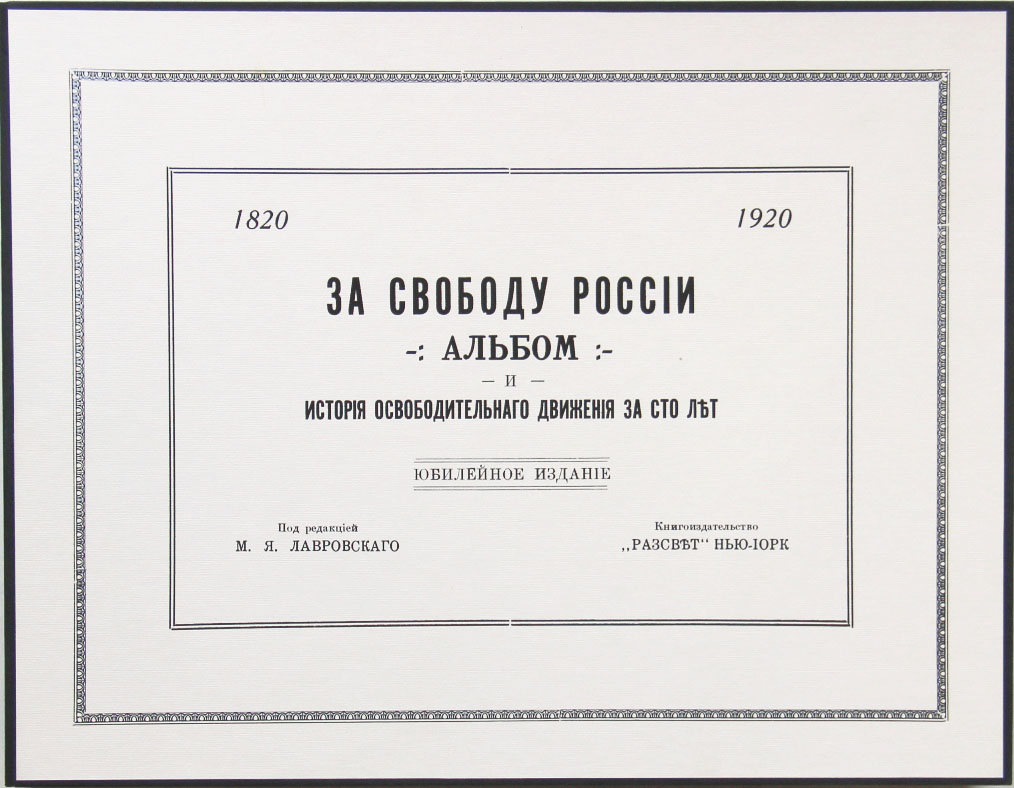 1820 1920
ЗА СВОБОДУ РОССІИ
-: АЛЬБОМ :-
— И —
ИСТОРІЯ ОСВОБОДИТЕЛЬНАГО ДВИЖЕНІЯ ЗА СТО ЛѢТ
ЮБИЛЕЙНОЕ ИЗДАНІЕ
Под редакціей
М. Я. ЛАВРОВСКАГО
Книгоиздательство
„РАЗСВѢТ“ НЬЮ-ІОРК